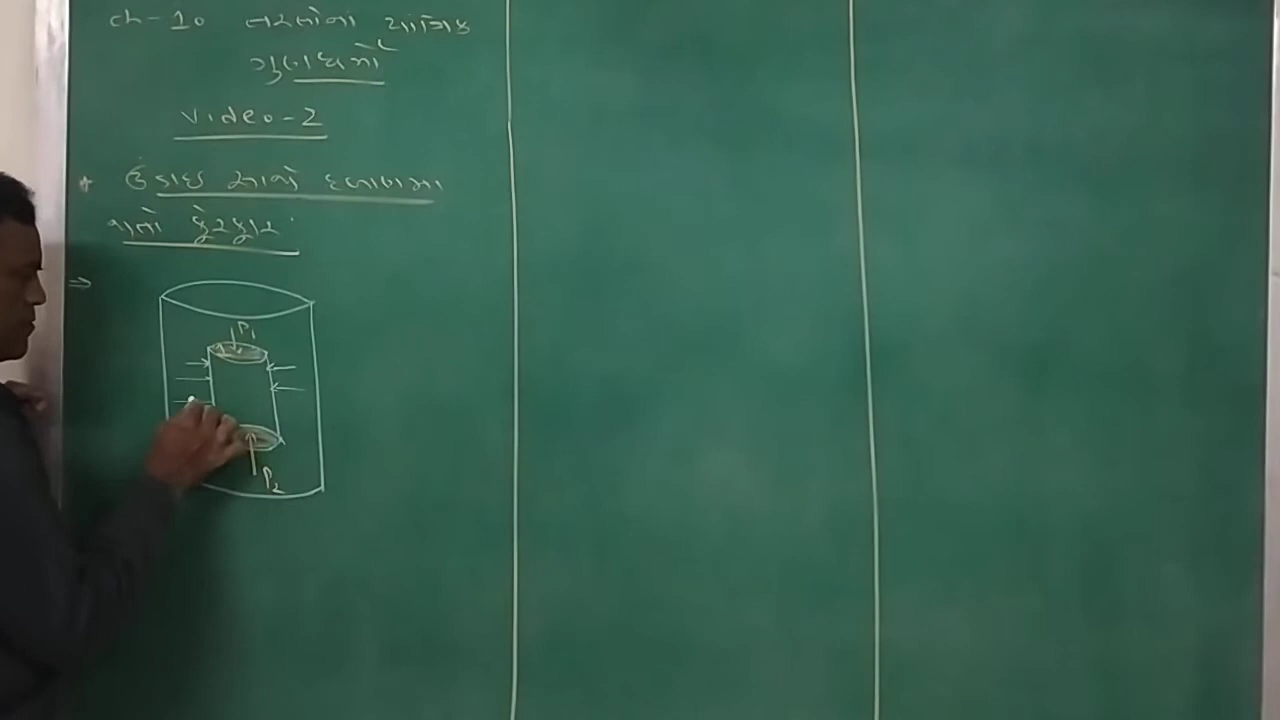 ch-10 તરલોના યાંત્રિક
ગુણધર્મો
Video-2
* ઉંડાઇ સાથે દબાણમા
થતો ફેરફાર
⇒
P₁
P₂